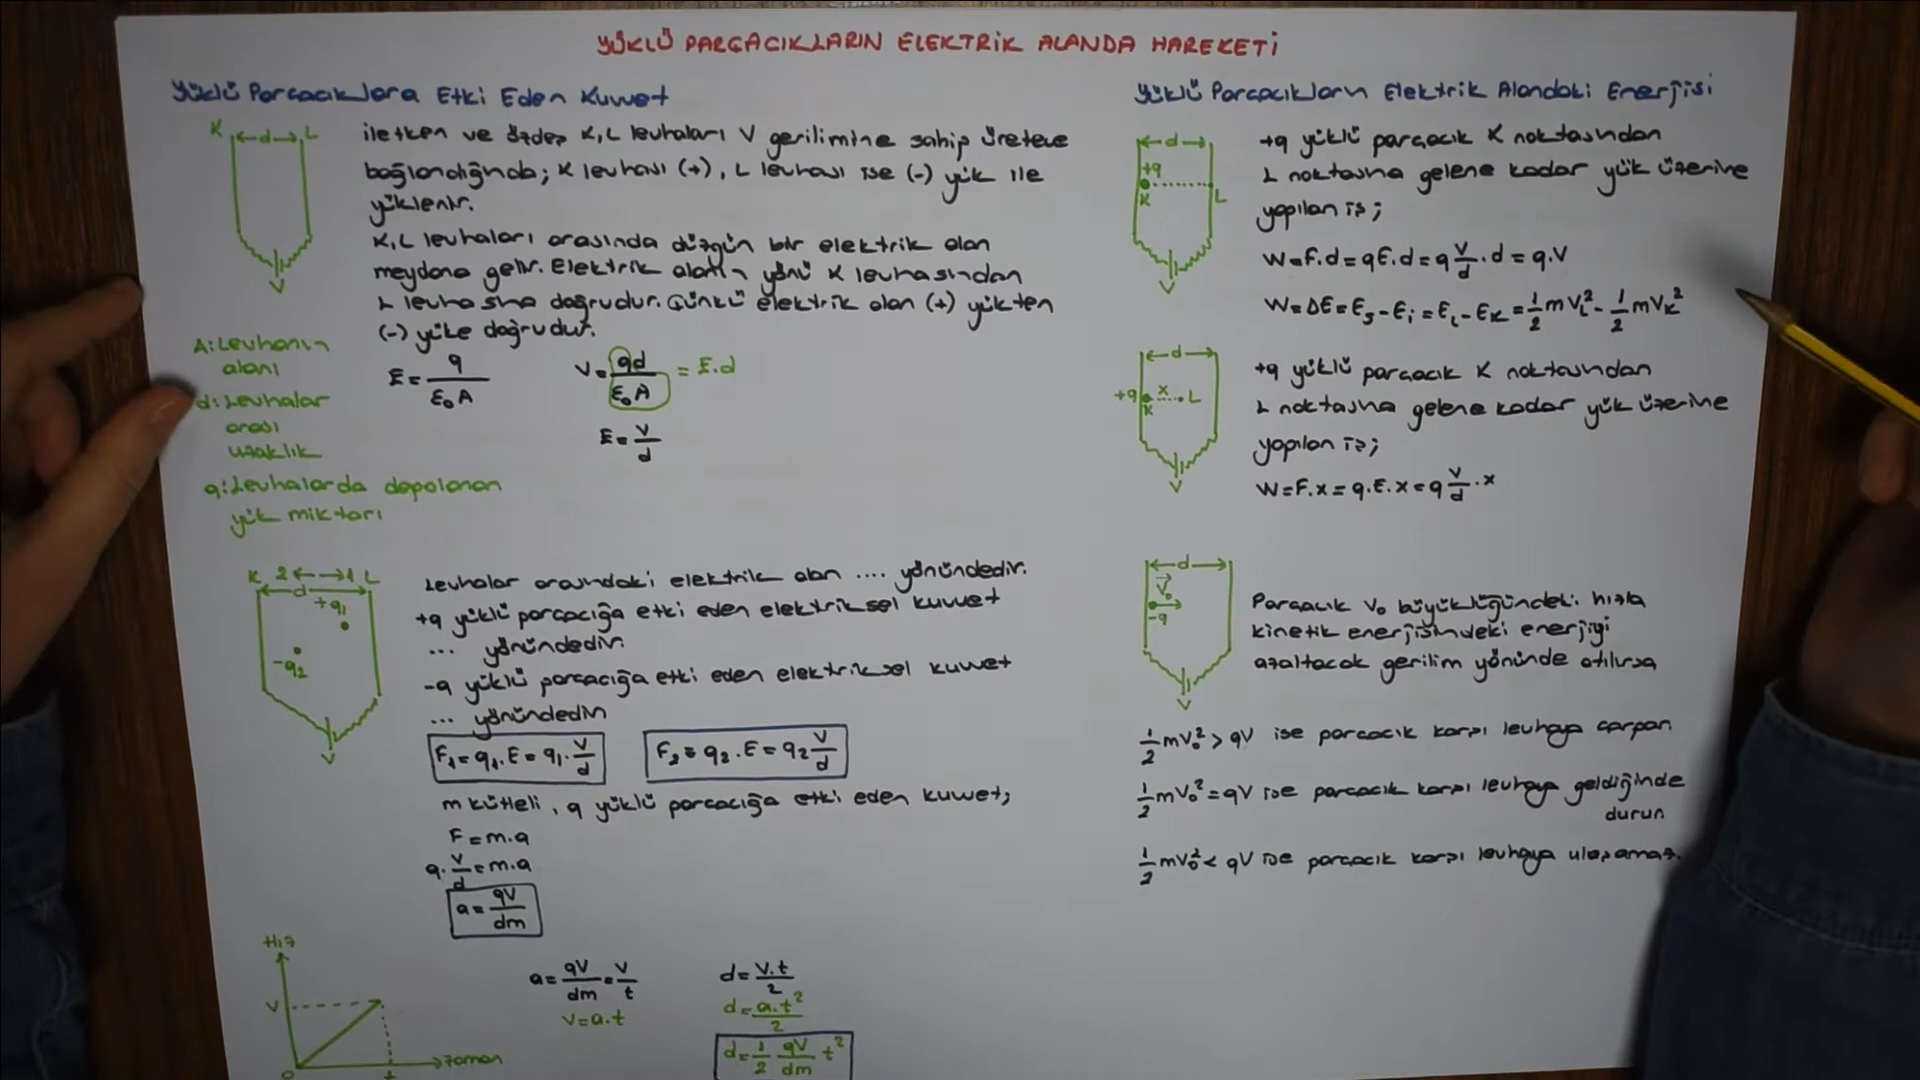 YÜKLÜ PARÇACIKLARIN ELEKTRİK ALANDA HAREKETİ
Yüklü Parçacıklara Etki Eden Kuvvet
K d L
iletken ve özdeş K,L levhaları V gerilimine sahip üretece
bağlandığında; K levhası (+), L levhası ise (-) yük ile
yüklenir.
K,L levhaları arasında düzgün bir elektrik alan
meydana gelir. Elektrik alanın yönü K levhasından
L levhasına doğrudur. Çünkü elektrik alan (+) yükten
(-) yüke doğrudur.
V
A: Levhanın
alanı
d: Levhalar
arası
uzaklık
q: Levhalarda depolanan
yük miktarı
E = q/ε₀A
V = qd/ε₀A = E.d
E = V/d
K 2 ←→ 1 L
d
+q₁
-q₂
V
Levhalar arasındaki elektrik alan .... yönündedir.
+q yüklü parçacığa etki eden elektriksel kuvvet
... yönündedir.
-q yüklü parçacığa etki eden elektriksel kuvvet
... yönündedir
F₁ = q₁.E = q₁.V/d
F₂ = q₂.E = q₂ V/d
m kütleli, q yüklü parçacığa etki eden kuvvet;
F = m.a
q.V/d = m.a
a = qV/dm
Hız
V
0 t zaman
a = qV/dm = V/t
V = a.t
d = V.t/2
d = a.t²/2
d = 1/2 qV/dm t²
Yüklü Parçacıkların Elektrik Alandaki Enerjisi
d
+q
K L
V
+q yüklü parçacık K noktasından
L noktasına gelene kadar yük üzerine
yapılan iş;
W = F.d = qE.d = q V/d . d = q.V
W = ΔE = Es - Ei = EL - EK = 1/2 mVL² - 1/2 mVK²
d
+q x L
K
V
+q yüklü parçacık K noktasından
L noktasına gelene kadar yük üzerine
yapılan iş;
W = F.x = q.E.x = q V/d . x
d
V₀
-q
V
Parçacık V₀ büyüklüğündeki hızla
kinetik enerjisindeki enerjiyi
azaltacak gerilim yönünde atılırsa
1/2 mV₀² > qV ise parçacık karşı levhaya çarpar.
1/2 mV₀² = qV ise parçacık karşı levhaya geldiğinde
durur.
1/2 mV₀² < qV ise parçacık karşı levhaya ulaşamaz.